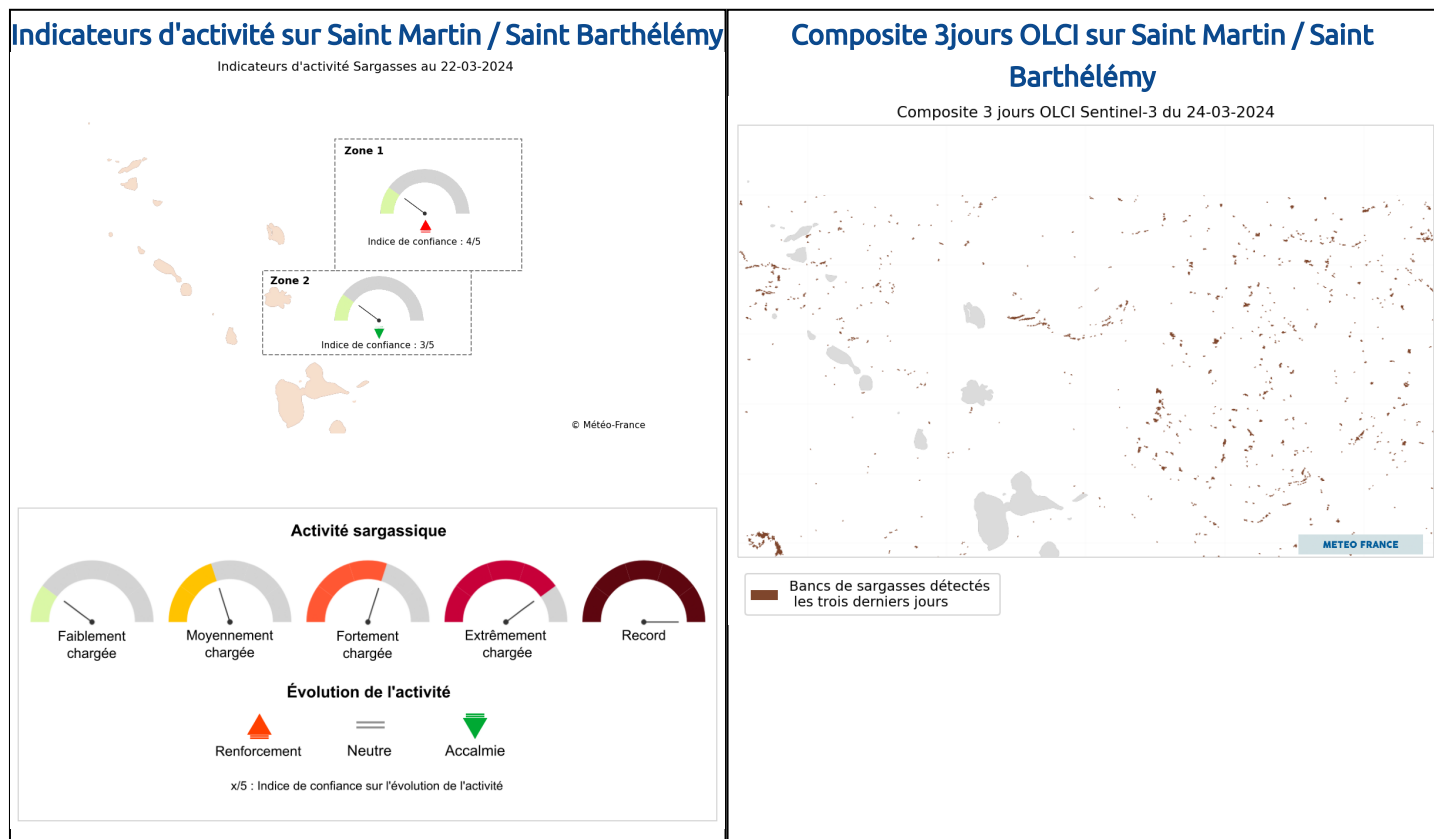 Indicateurs d'activité sur Saint Martin / Saint Barthélémy
Indicateurs d'activité Sargasses au 22-03-2024
Zone 1
Indice de confiance : 4/5
Zone 2
Indice de confiance : 3/5
© Météo-France
Activité sargassique
Faiblement
chargée
Moyennement
chargée
Fortement
chargée
Extrêmement
chargée
Record
Évolution de l'activité
Renforcement
Neutre
Accalmie
x/5 : Indice de confiance sur l'évolution de l'activité
Composite 3jours OLCI sur Saint Martin / Saint
Barthélémy
Composite 3 jours OLCI Sentinel-3 du 24-03-2024
METEO FRANCE
Bancs de sargasses détectés
les trois derniers jours